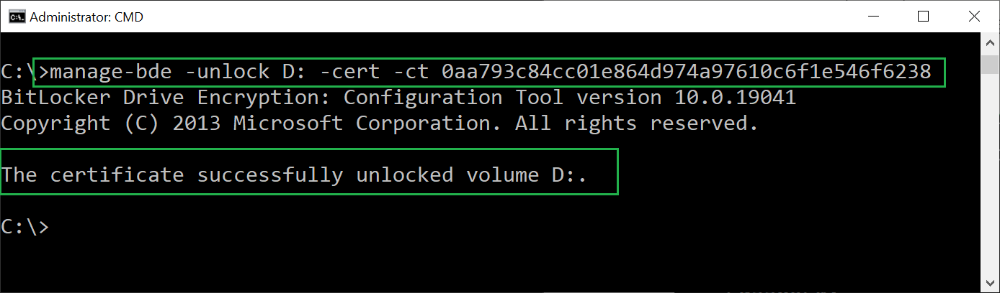 Administrator: CMD
C:\>manage-bde -unlock D: -cert -ct 0aa793c84cc01e864d974a97610c6f1e546f6238
BitLocker Drive Encryption: Configuration Tool version 10.0.19041
Copyright (C) 2013 Microsoft Corporation. All rights reserved.
The certificate successfully unlocked volume D:.
C:\>